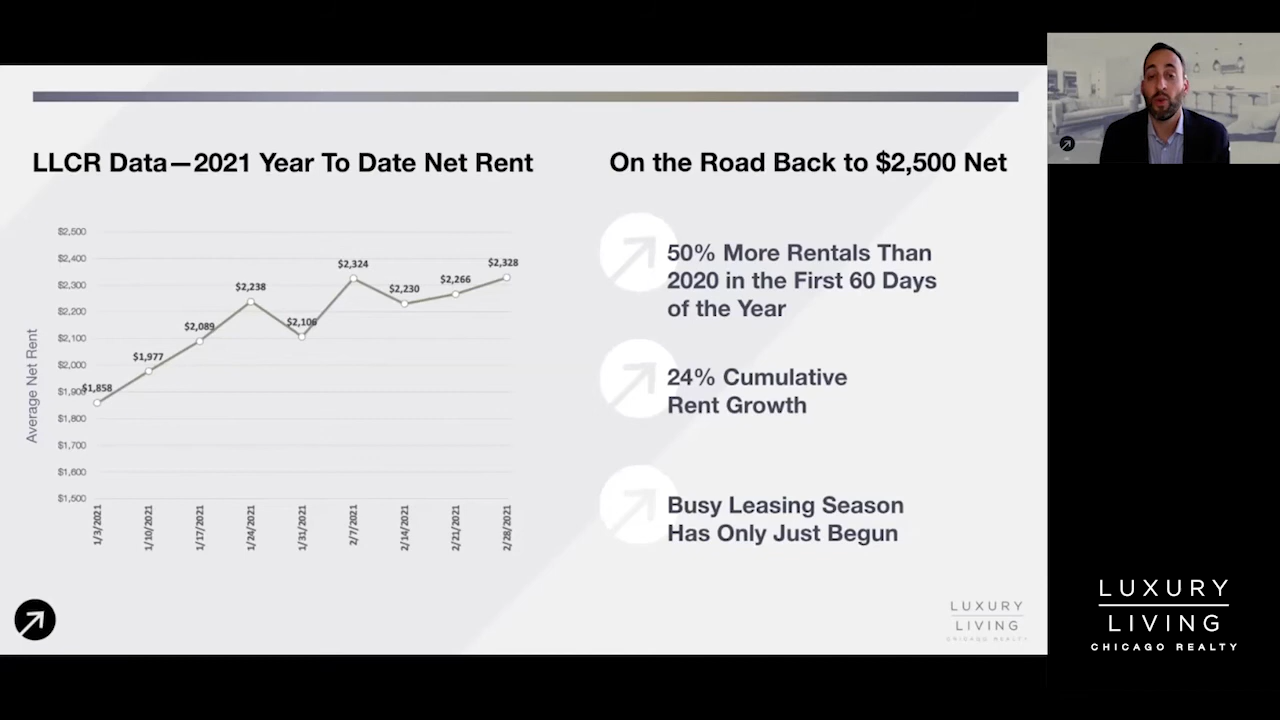 LLCR Data—2021 Year To Date Net Rent
On the Road Back to $2,500 Net
Average Net Rent
$2,500
$2,400
$2,300
$2,200
$2,100
$2,000
$1,900
$1,800
$1,700
$1,600
$1,500
$1,858
$1,977
$2,089
$2,238
$2,106
$2,324
$2,230
$2,266
$2,328
1/3/2021
1/10/2021
1/17/2021
1/24/2021
1/31/2021
2/7/2021
2/14/2021
2/21/2021
2/28/2021
50% More Rentals Than
2020 in the First 60 Days
of the Year
24% Cumulative
Rent Growth
Busy Leasing Season
Has Only Just Begun
LUXURY
LIVING
CHICAGO REALTY
LUXURY
LIVING
CHICAGO REALTY